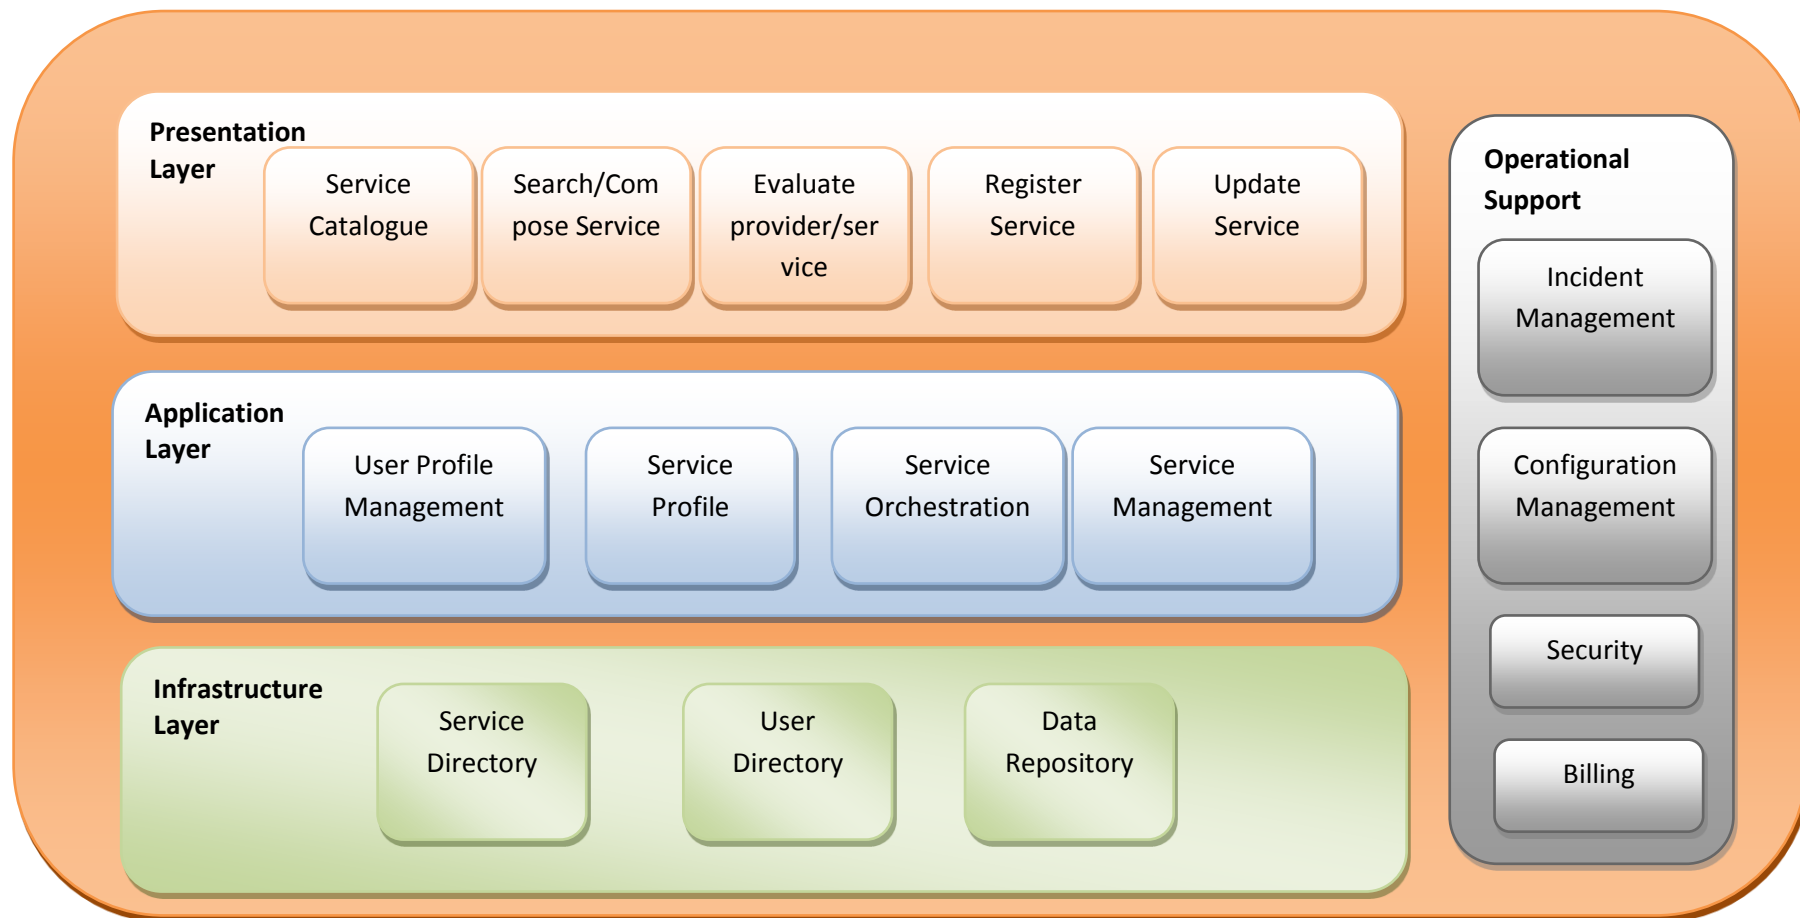 Presentation
Layer
Service
Catalogue
Search/Com
pose Service
Evaluate
provider/ser
vice
Register
Service
Update
Service
Application
Layer
User Profile
Management
Service
Profile
Service
Orchestration
Service
Management
Infrastructure
Layer
Service
Directory
User
Directory
Data
Repository
Operational
Support
Incident
Management
Configuration
Management
Security
Billing